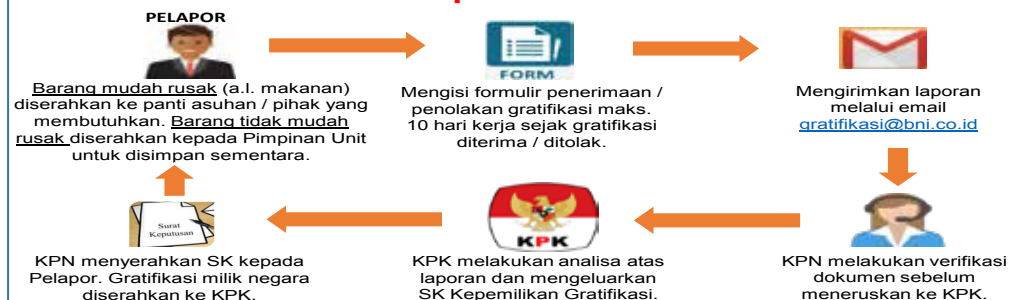 PELAPOR
Barang mudah rusak (a.l. makanan)
diserahkan ke panti asuhan / pihak yang
membutuhkan. Barang tidak mudah
rusak diserahkan kepada Pimpinan Unit
untuk disimpan sementara.
FORM
Mengisi formulir penerimaan /
penolakan gratifikasi maks.
10 hari kerja sejak gratifikasi
diterima / ditolak.
Mengirimkan laporan
melalui email
gratifikasi@bni.co.id
Surat
Keputusan
KPN menyerahkan SK kepada
Pelapor. Gratifikasi milik negara
diserahkan ke KPK.
KPK
KPK melakukan analisa atas
laporan dan mengeluarkan
SK Kepemilikan Gratifikasi.
KPN melakukan verifikasi
dokumen sebelum
meneruskan ke KPK.